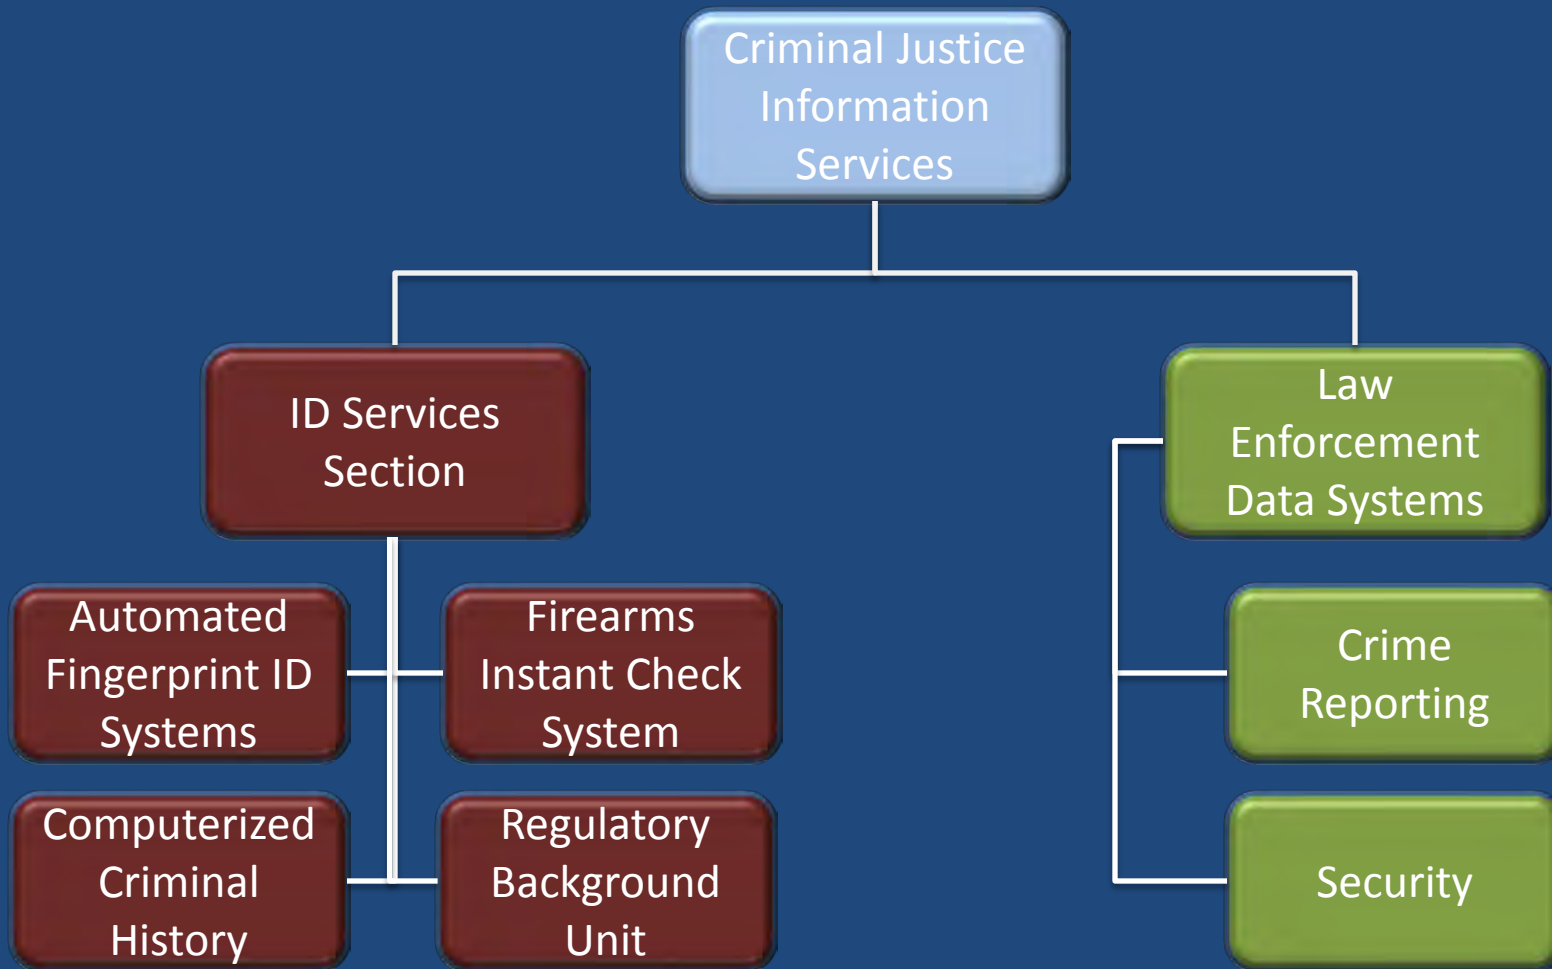 Criminal Justice
Information
Services
ID Services
Section
Law
Enforcement
Data Systems
Automated
Fingerprint ID
Systems
Firearms
Instant Check
System
Crime
Reporting
Computerized
Criminal
History
Regulatory
Background
Unit
Security